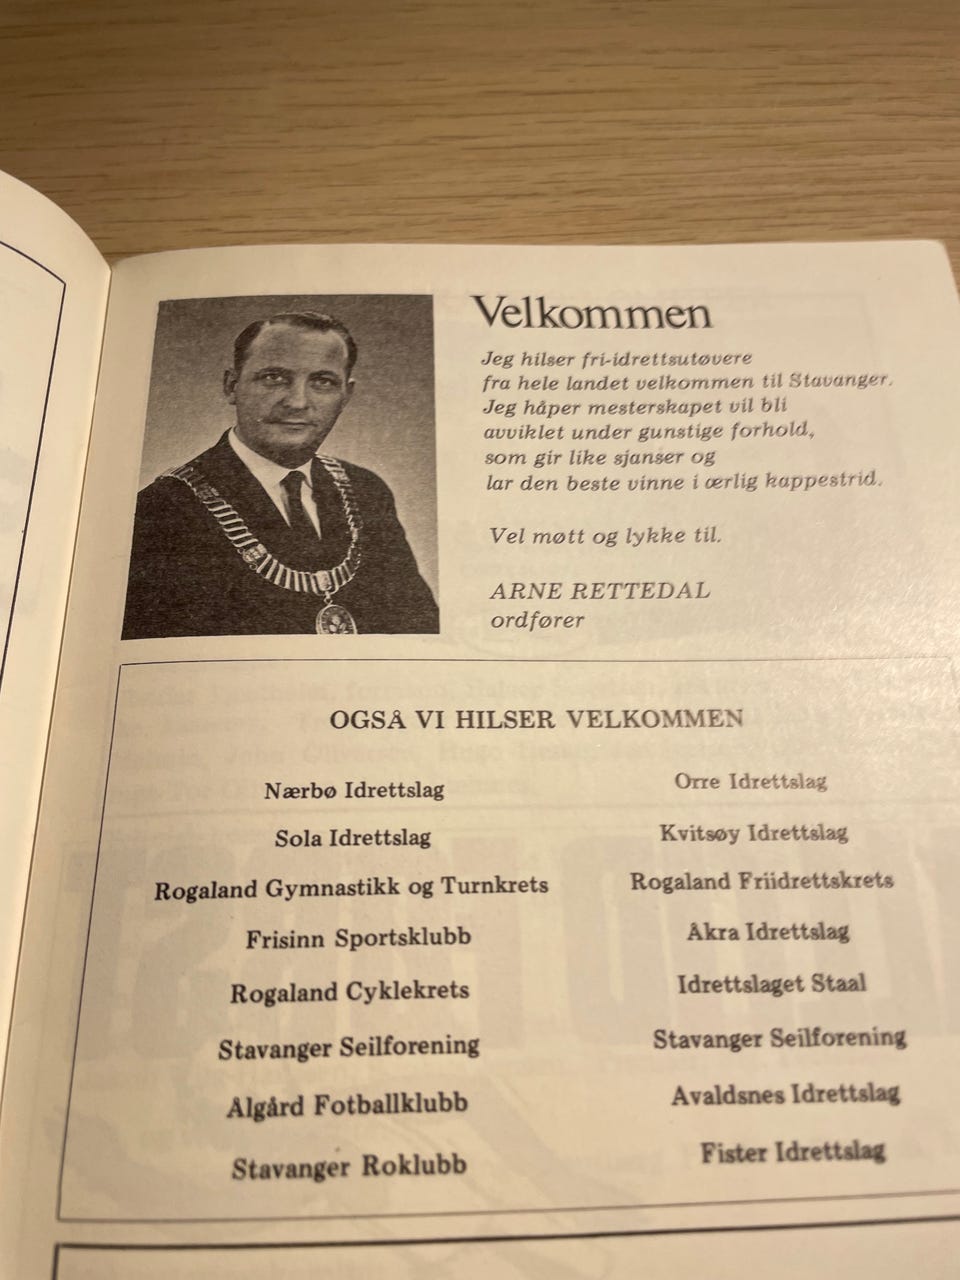 Velkommen
Jeg hilser fri-idrettsutøvere
fra hele landet velkommen til Stavanger.
Jeg håper mesterskapet vil bli
avviklet under gunstige forhold,
som gir like sjanser og
lar den beste vinne i ærlig kappestrid.
Vel møtt og lykke til.
ARNE RETTEDAL
ordfører
OGSÅ VI HILSER VELKOMMEN
Nærbø Idrettslag
Sola Idrettslag
Rogaland Gymnastikk og Turnkrets
Frisinn Sportsklubb
Rogaland Cyklekrets
Stavanger Seilforening
Ålgård Fotballklubb
Stavanger Roklubb
Orre Idrettslag
Kvitsøy Idrettslag
Rogaland Friidrettskrets
Åkra Idrettslag
Idrettslaget Staal
Stavanger Seilforening
Avaldsnes Idrettslag
Fister Idrettslag